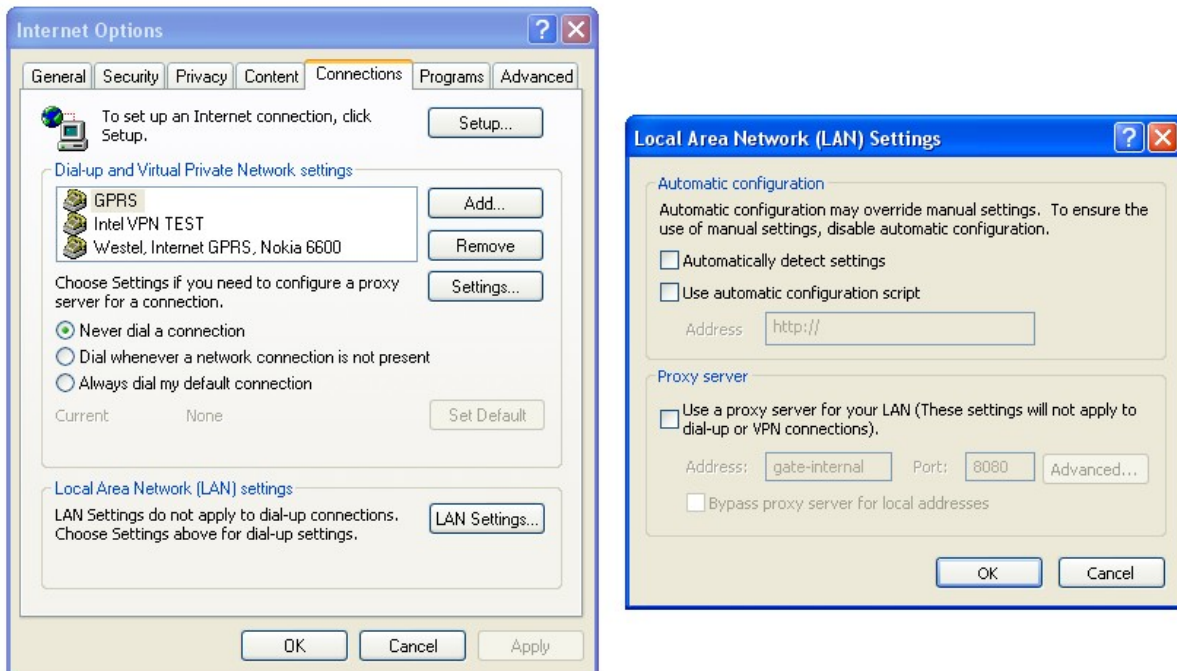 Internet Options
General Security Privacy Content Connections Programs Advanced
To set up an Internet connection, click
Setup.
Setup...
Dial-up and Virtual Private Network settings
GPRS
Intel VPN TEST
Westel, Internet GPRS, Nokia 6600
Add...
Remove
Choose Settings if you need to configure a proxy
server for a connection.
Settings...
Never dial a connection
Dial whenever a network connection is not present
Always dial my default connection
Current None Set Default
Local Area Network (LAN) settings
LAN Settings do not apply to dial-up connections.
Choose Settings above for dial-up settings.
LAN Settings...
OK Cancel Apply
Local Area Network (LAN) Settings
Automatic configuration
Automatic configuration may override manual settings. To ensure the
use of manual settings, disable automatic configuration.
Automatically detect settings
Use automatic configuration script
Address http://
Proxy server
Use a proxy server for your LAN (These settings will not apply to
dial-up or VPN connections).
Address: gate-internal Port: 8080 Advanced...
Bypass proxy server for local addresses
OK Cancel